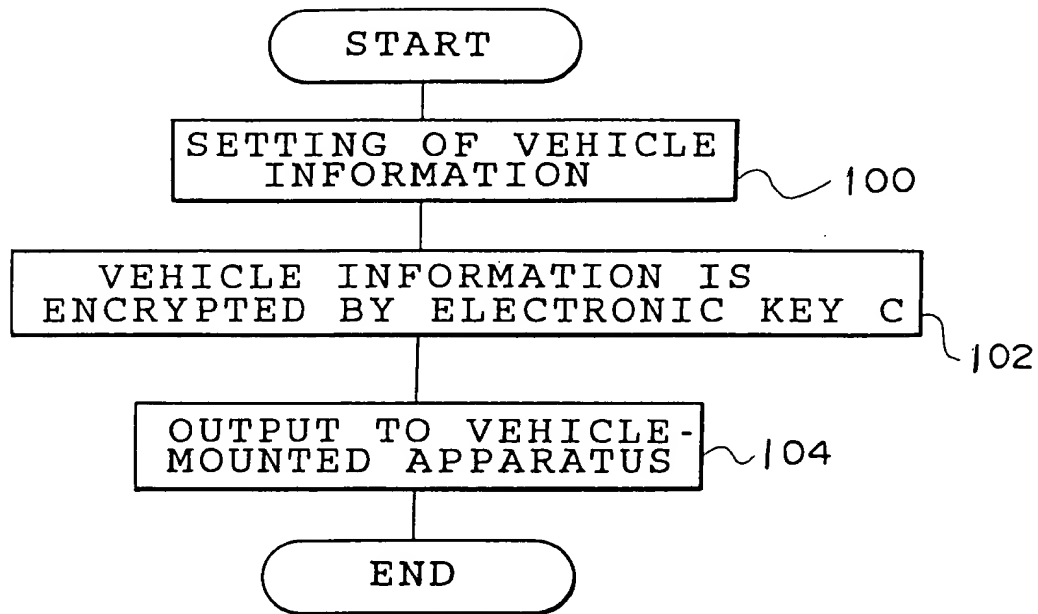 START
SETTING OF VEHICLE
INFORMATION
100
VEHICLE INFORMATION IS
ENCRYPTED BY ELECTRONIC KEY C
102
OUTPUT TO VEHICLE-
MOUNTED APPARATUS
104
END